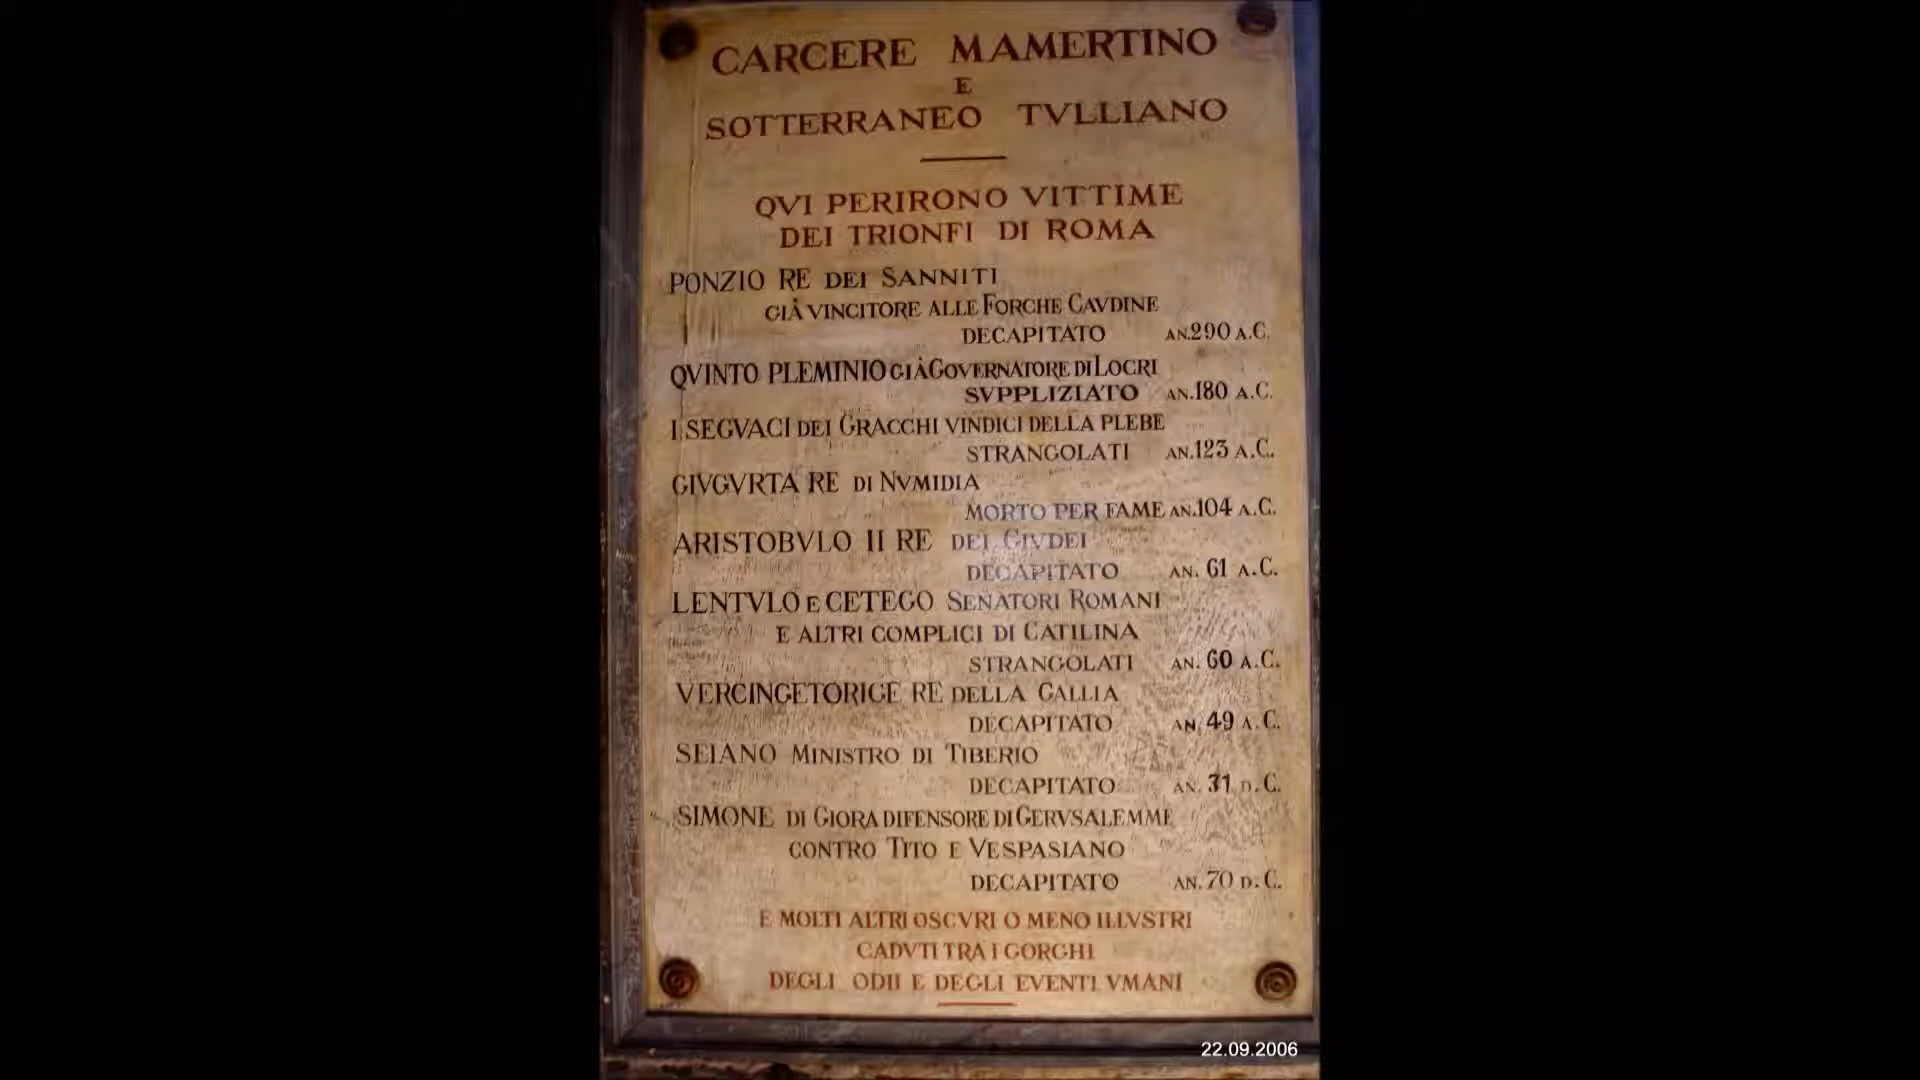 CARCERE MAMERTINO
E
SOTTERRANEO TVLLIANO
QVI PERIRONO VITTIME
DEI TRIONFI DI ROMA
PONZIO RE DEI SANNITI
GIÀ VINCITORE ALLE FORCHE CAVDINE
DECAPITATO AN.290 A.C.
QVINTO PLEMINIO GIÀ GOVERNATORE DI LOCRI
SVPPLIZIATO AN.180 A.C.
I SEGVACI DEI GRACCHI VINDICI DELLA PLEBE
STRANGOLATI AN.123 A.C.
GIVGVRTA RE DI NVMIDIA
MORTO PER FAME AN.104 A.C.
ARISTOBVLO II RE DEI GIVDEI
DECAPITATO AN. 61 A.C.
LENTVLO E CETEGO SENATORI ROMANI
E ALTRI COMPLICI DI CATILINA
STRANGOLATI AN. 60 A.C.
VERCINGETORIGE RE DELLA GALLIA
DECAPITATO AN. 49 A.C.
SEIANO MINISTRO DI TIBERIO
DECAPITATO AN. 31 D.C.
SIMONE DI GIORA DIFENSORE DI GERVSALEMME
CONTRO TITO E VESPASIANO
DECAPITATO AN. 70 D.C.
E MOLTI ALTRI OSCVRI O MENO ILLVSTRI
CADVTI TRA I GORGHI
DEGLI ODII E DEGLI EVENTI VMANI
22.09.2006